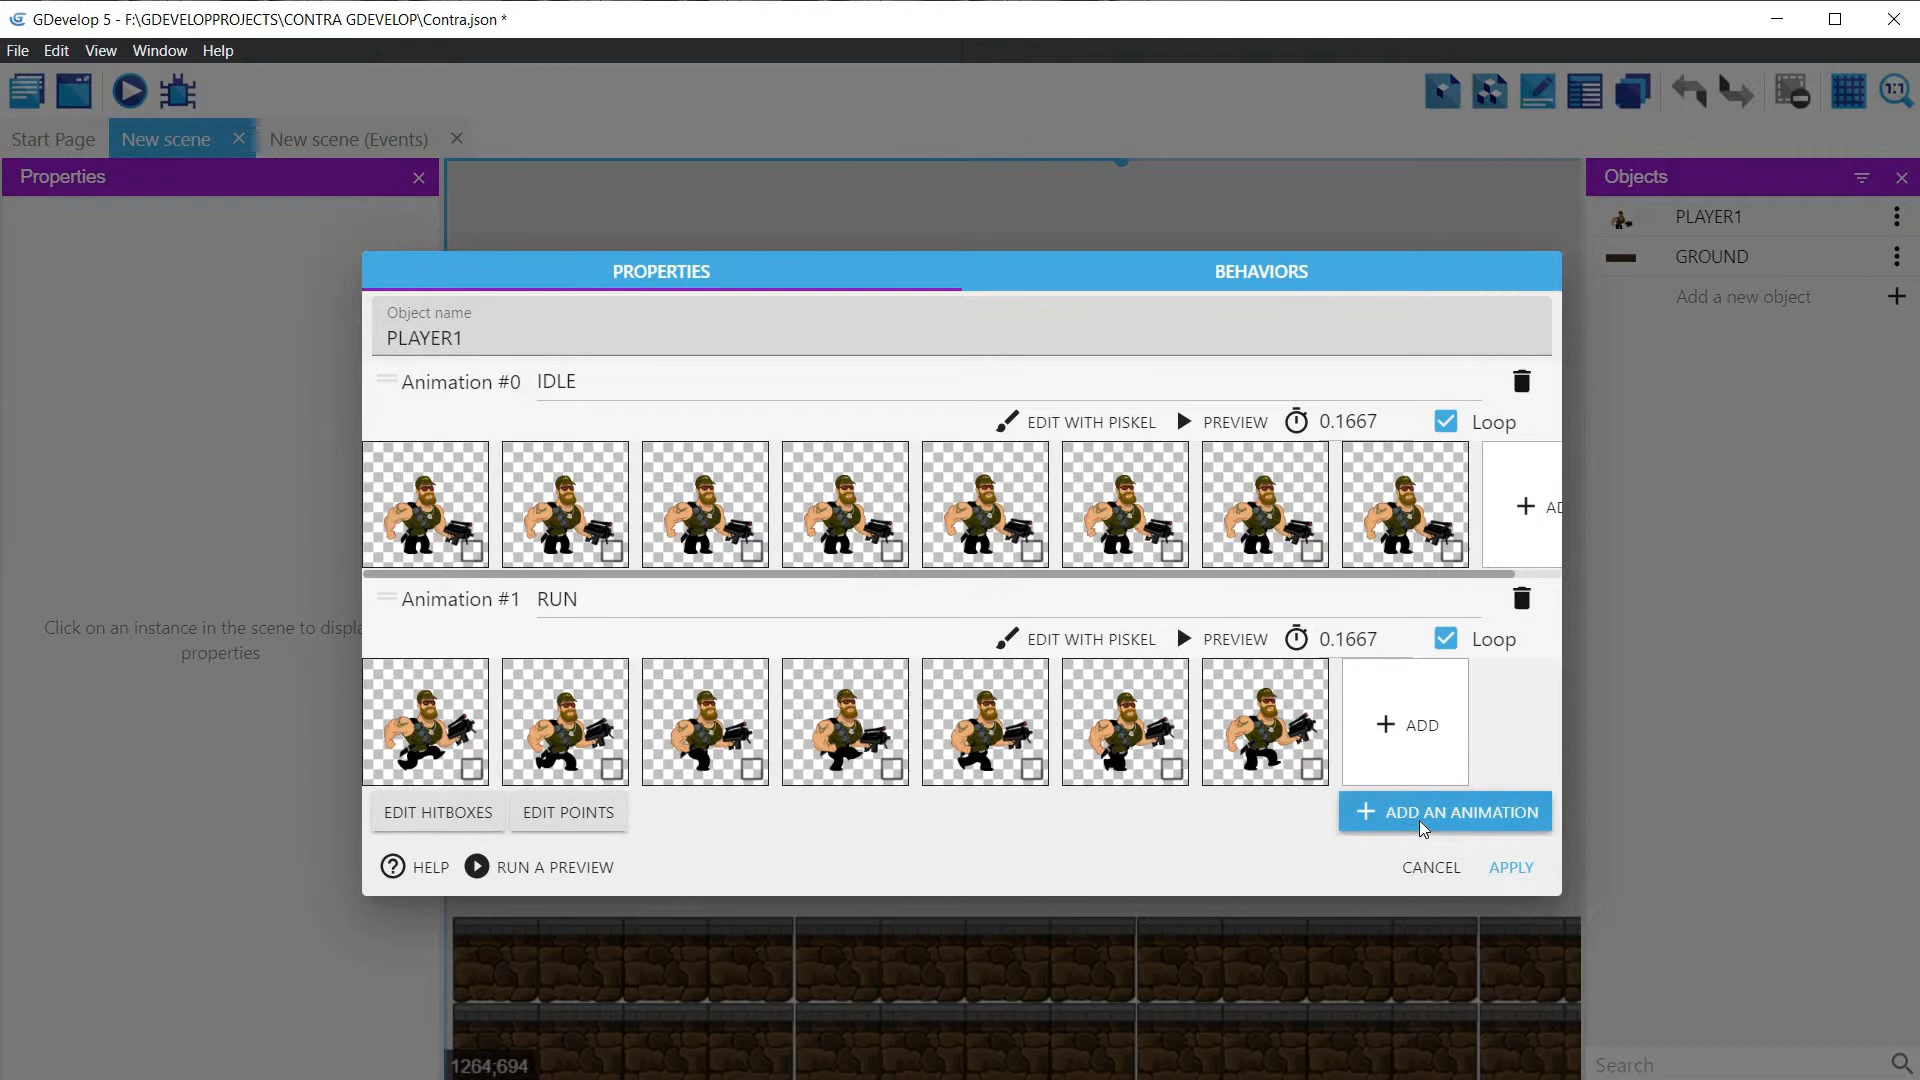 GDevelop 5 - F:\GDEVELOPPROJECTS\CONTRA GDEVELOP\Contra.json *
File Edit View Window Help
1:1
Start Page New scene New scene (Events)
Properties
Objects
PLAYER1
GROUND
Add a new object
PROPERTIES BEHAVIORS
Object name
PLAYER1
Animation #0 IDLE
EDIT WITH PISKEL PREVIEW 0.1667 Loop
Animation #1 RUN
Click on an instance in the scene to
properties
EDIT WITH PISKEL PREVIEW 0.1667 Loop
ADD
EDIT HITBOXES EDIT POINTS ADD AN ANIMATION
HELP RUN A PREVIEW CANCEL APPLY
1264;694
Search